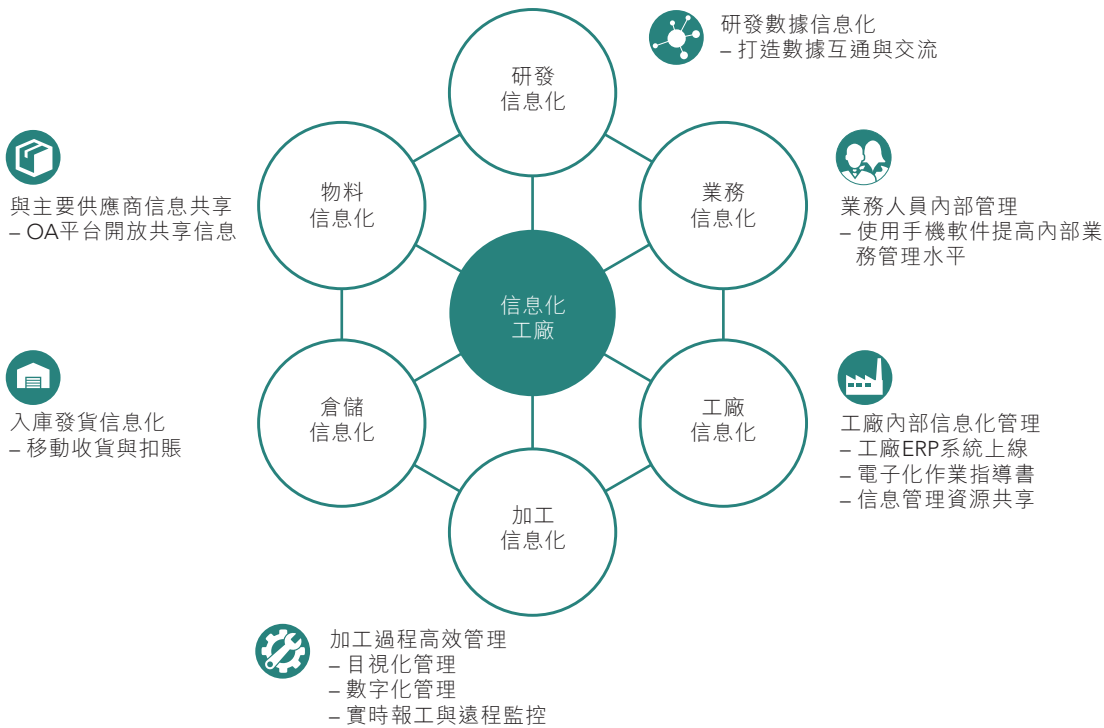 研發數據信息化
– 打造數據互通與交流
研發
信息化
與主要供應商信息共享
– OA平台開放共享信息
物料
信息化
業務
信息化
業務人員內部管理
– 使用手機軟件提高內部業
務管理水平
信息化
工廠
入庫發貨信息化
– 移動收貨與扣賬
倉儲
信息化
工廠
信息化
工廠內部信息化管理
– 工廠ERP系統上線
– 電子化作業指導書
– 信息管理資源共享
加工
信息化
加工過程高效管理
– 目視化管理
– 數字化管理
– 實時報工與遠程監控